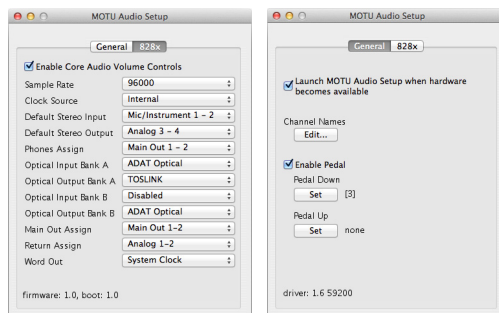 MOTU Audio Setup
General 828x
Enable Core Audio Volume Controls
Sample Rate 96000
Clock Source Internal
Default Stereo Input Mic/Instrument 1 - 2
Default Stereo Output Analog 3 - 4
Phones Assign Main Out 1 - 2
Optical Input Bank A ADAT Optical
Optical Output Bank A TOSLINK
Optical Input Bank B Disabled
Optical Output Bank B ADAT Optical
Main Out Assign Main Out 1-2
Return Assign Analog 1-2
Word Out System Clock
firmware: 1.0, boot: 1.0
MOTU Audio Setup
General 828x
Launch MOTU Audio Setup when hardware
becomes available
Channel Names
Edit...
Enable Pedal
Pedal Down
Set [3]
Pedal Up
Set none
driver: 1.6 59200